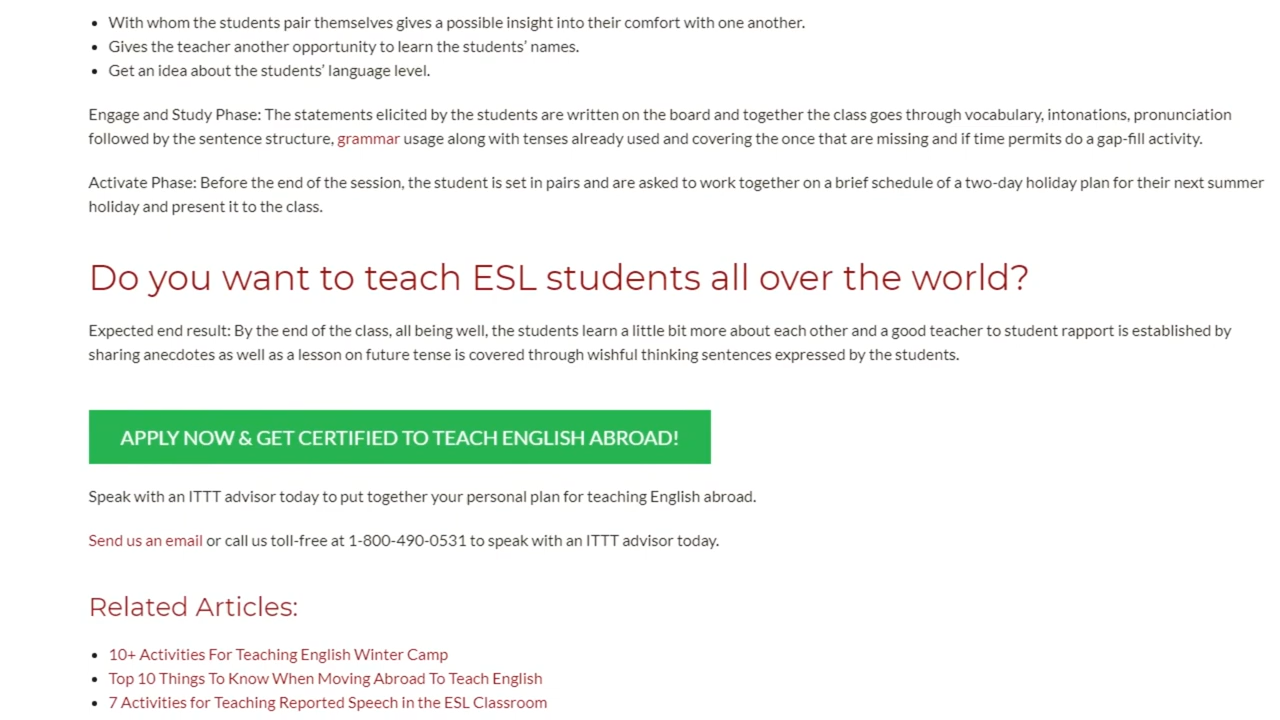 With whom the students pair themselves gives a possible insight into their comfort with one another.
Gives the teacher another opportunity to learn the students’ names.
Get an idea about the students’ language level.
Engage and Study Phase: The statements elicited by the students are written on the board and together the class goes through vocabulary, intonations, pronunciation
followed by the sentence structure, grammar usage along with tenses already used and covering the once that are missing and if time permits do a gap-fill activity.
Activate Phase: Before the end of the session, the student is set in pairs and are asked to work together on a brief schedule of a two-day holiday plan for their next summer
holiday and present it to the class.
Do you want to teach ESL students all over the world?
Expected end result: By the end of the class, all being well, the students learn a little bit more about each other and a good teacher to student rapport is established by
sharing anecdotes as well as a lesson on future tense is covered through wishful thinking sentences expressed by the students.
APPLY NOW & GET CERTIFIED TO TEACH ENGLISH ABROAD!
Speak with an ITTT advisor today to put together your personal plan for teaching English abroad.
Send us an email or call us toll-free at 1-800-490-0531 to speak with an ITTT advisor today.
Related Articles:
10+ Activities For Teaching English Winter Camp
Top 10 Things To Know When Moving Abroad To Teach English
7 Activities for Teaching Reported Speech in the ESL Classroom